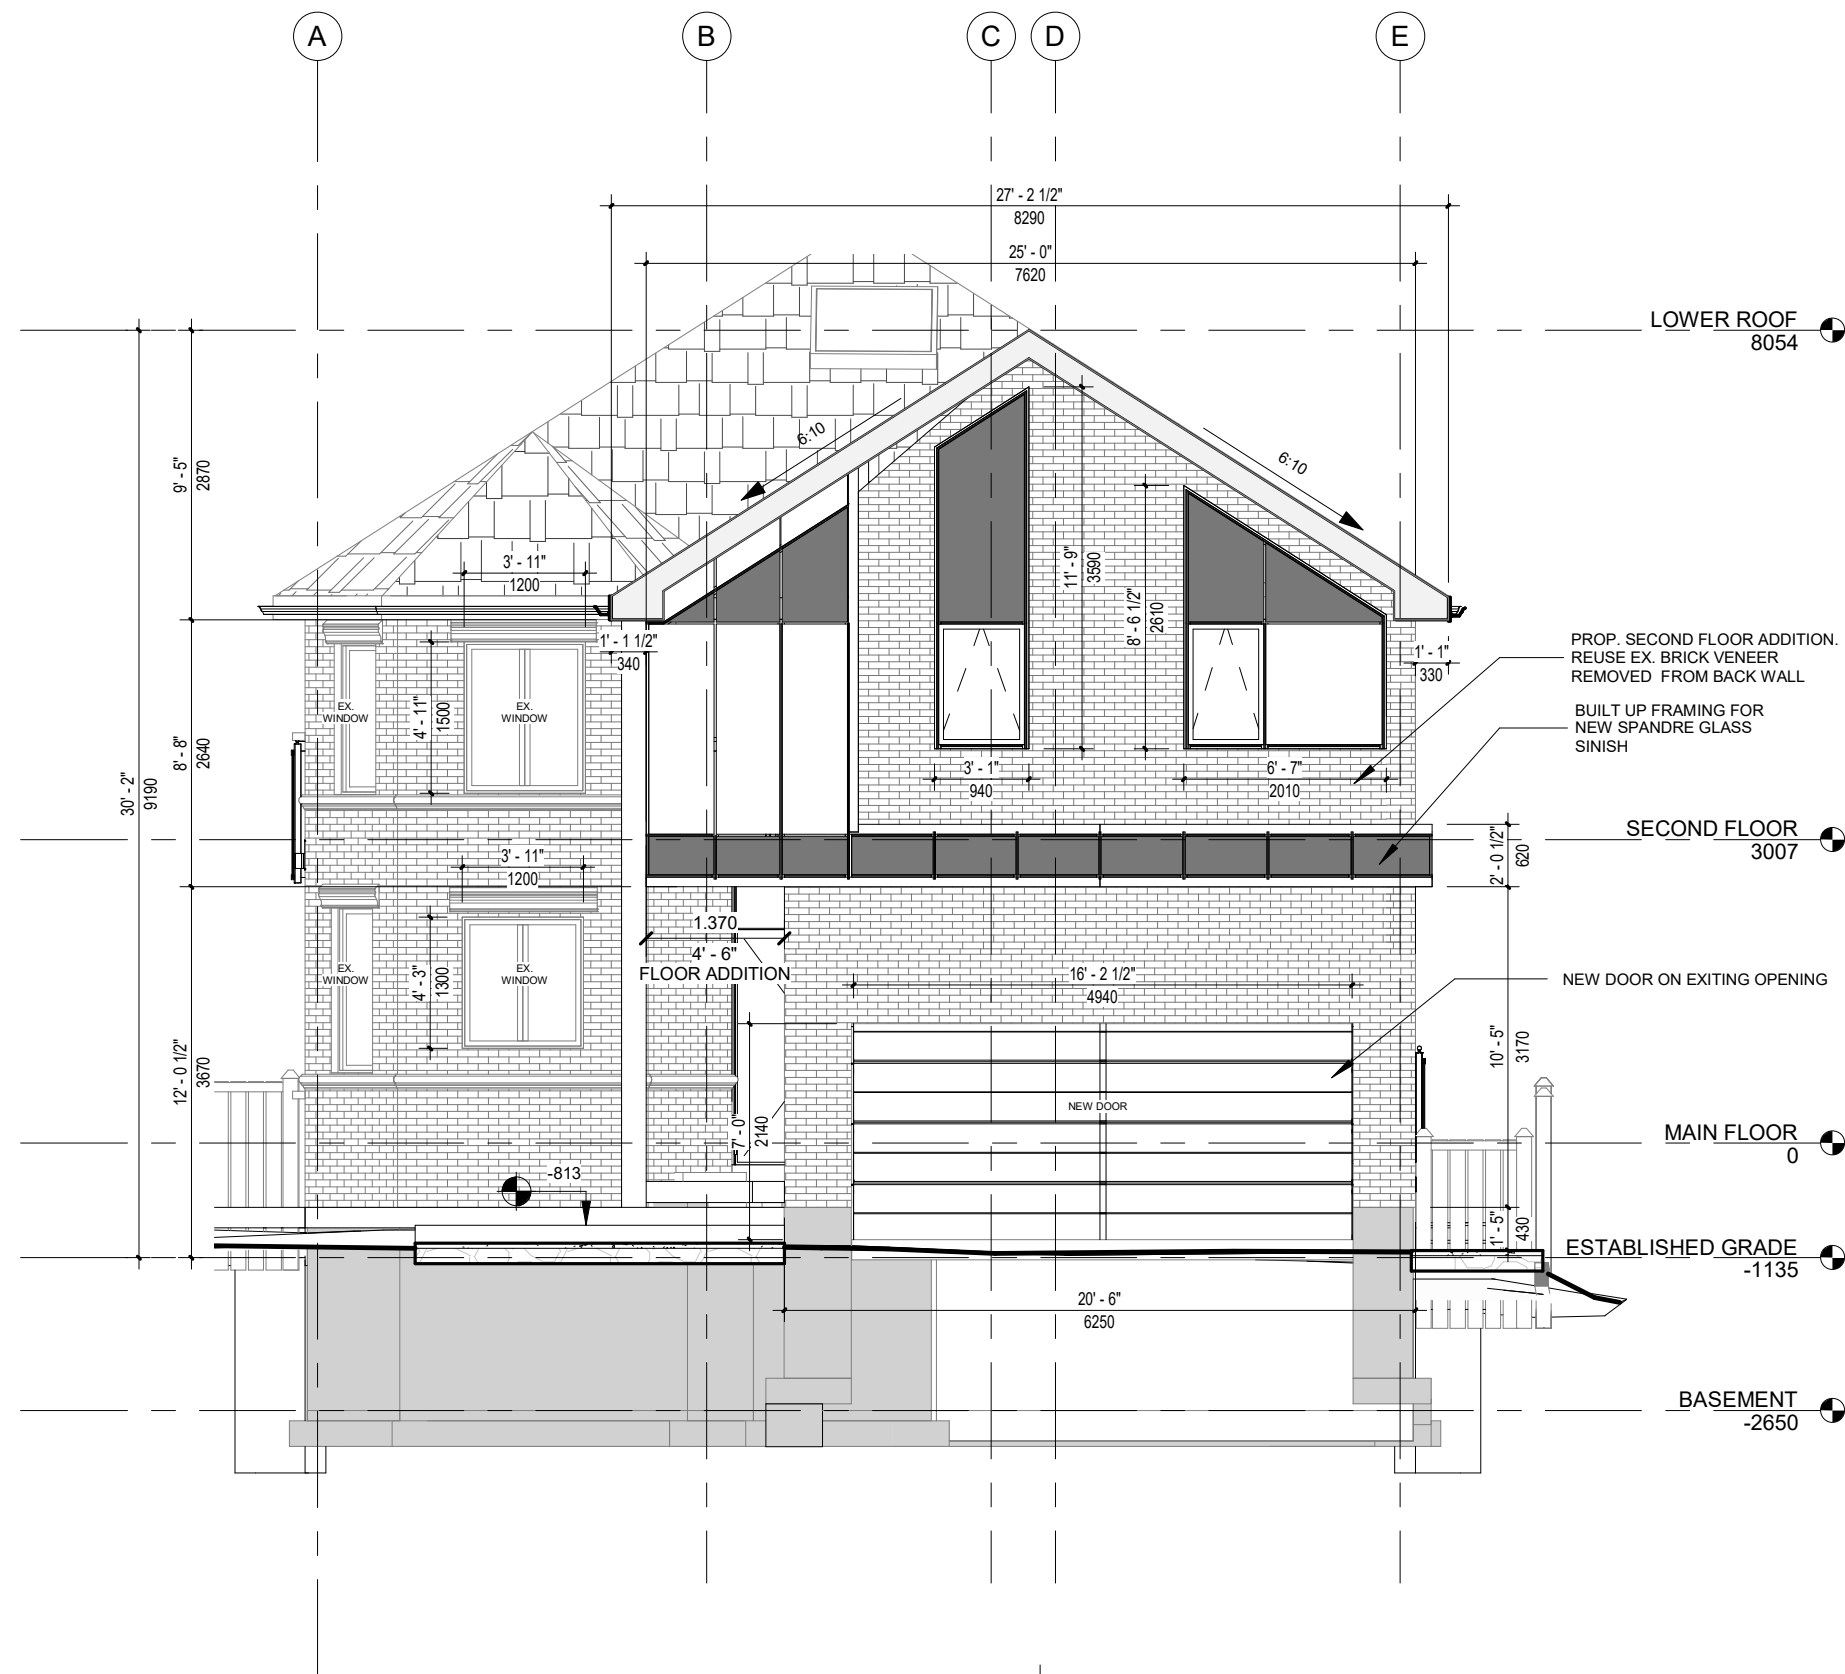 A
B
C
D
E
27' - 2 1/2"
8290
25' - 0"
7620
LOWER ROOF
8054
6:10
6:10
9' - 5"
2870
3' - 11"
1200
11' - 9"
3590
8' - 6 1/2"
2610
1' - 1 1/2"
340
1' - 1"
330
PROP. SECOND FLOOR ADDITION.
REUSE EX. BRICK VENEER
REMOVED FROM BACK WALL
BUILT UP FRAMING FOR
NEW SPANDRE GLASS
SINISH
EX.
WINDOW
4' - 11"
1500
EX.
WINDOW
8' - 8"
2640
30' - 2"
9190
3' - 1"
940
6' - 7"
2010
SECOND FLOOR
3007
2' - 0 1/2"
620
3' - 11"
1200
1.370
4' - 6"
FLOOR ADDITION
EX.
WINDOW
4' - 3"
1300
EX.
WINDOW
16' - 2 1/2"
4940
NEW DOOR ON EXITING OPENING
12' - 0 1/2"
3670
10' - 5"
3170
NEW DOOR
7' - 0"
2140
MAIN FLOOR
0
-813
1' - 5"
430
ESTABLISHED GRADE
-1135
20' - 6"
6250
BASEMENT
-2650